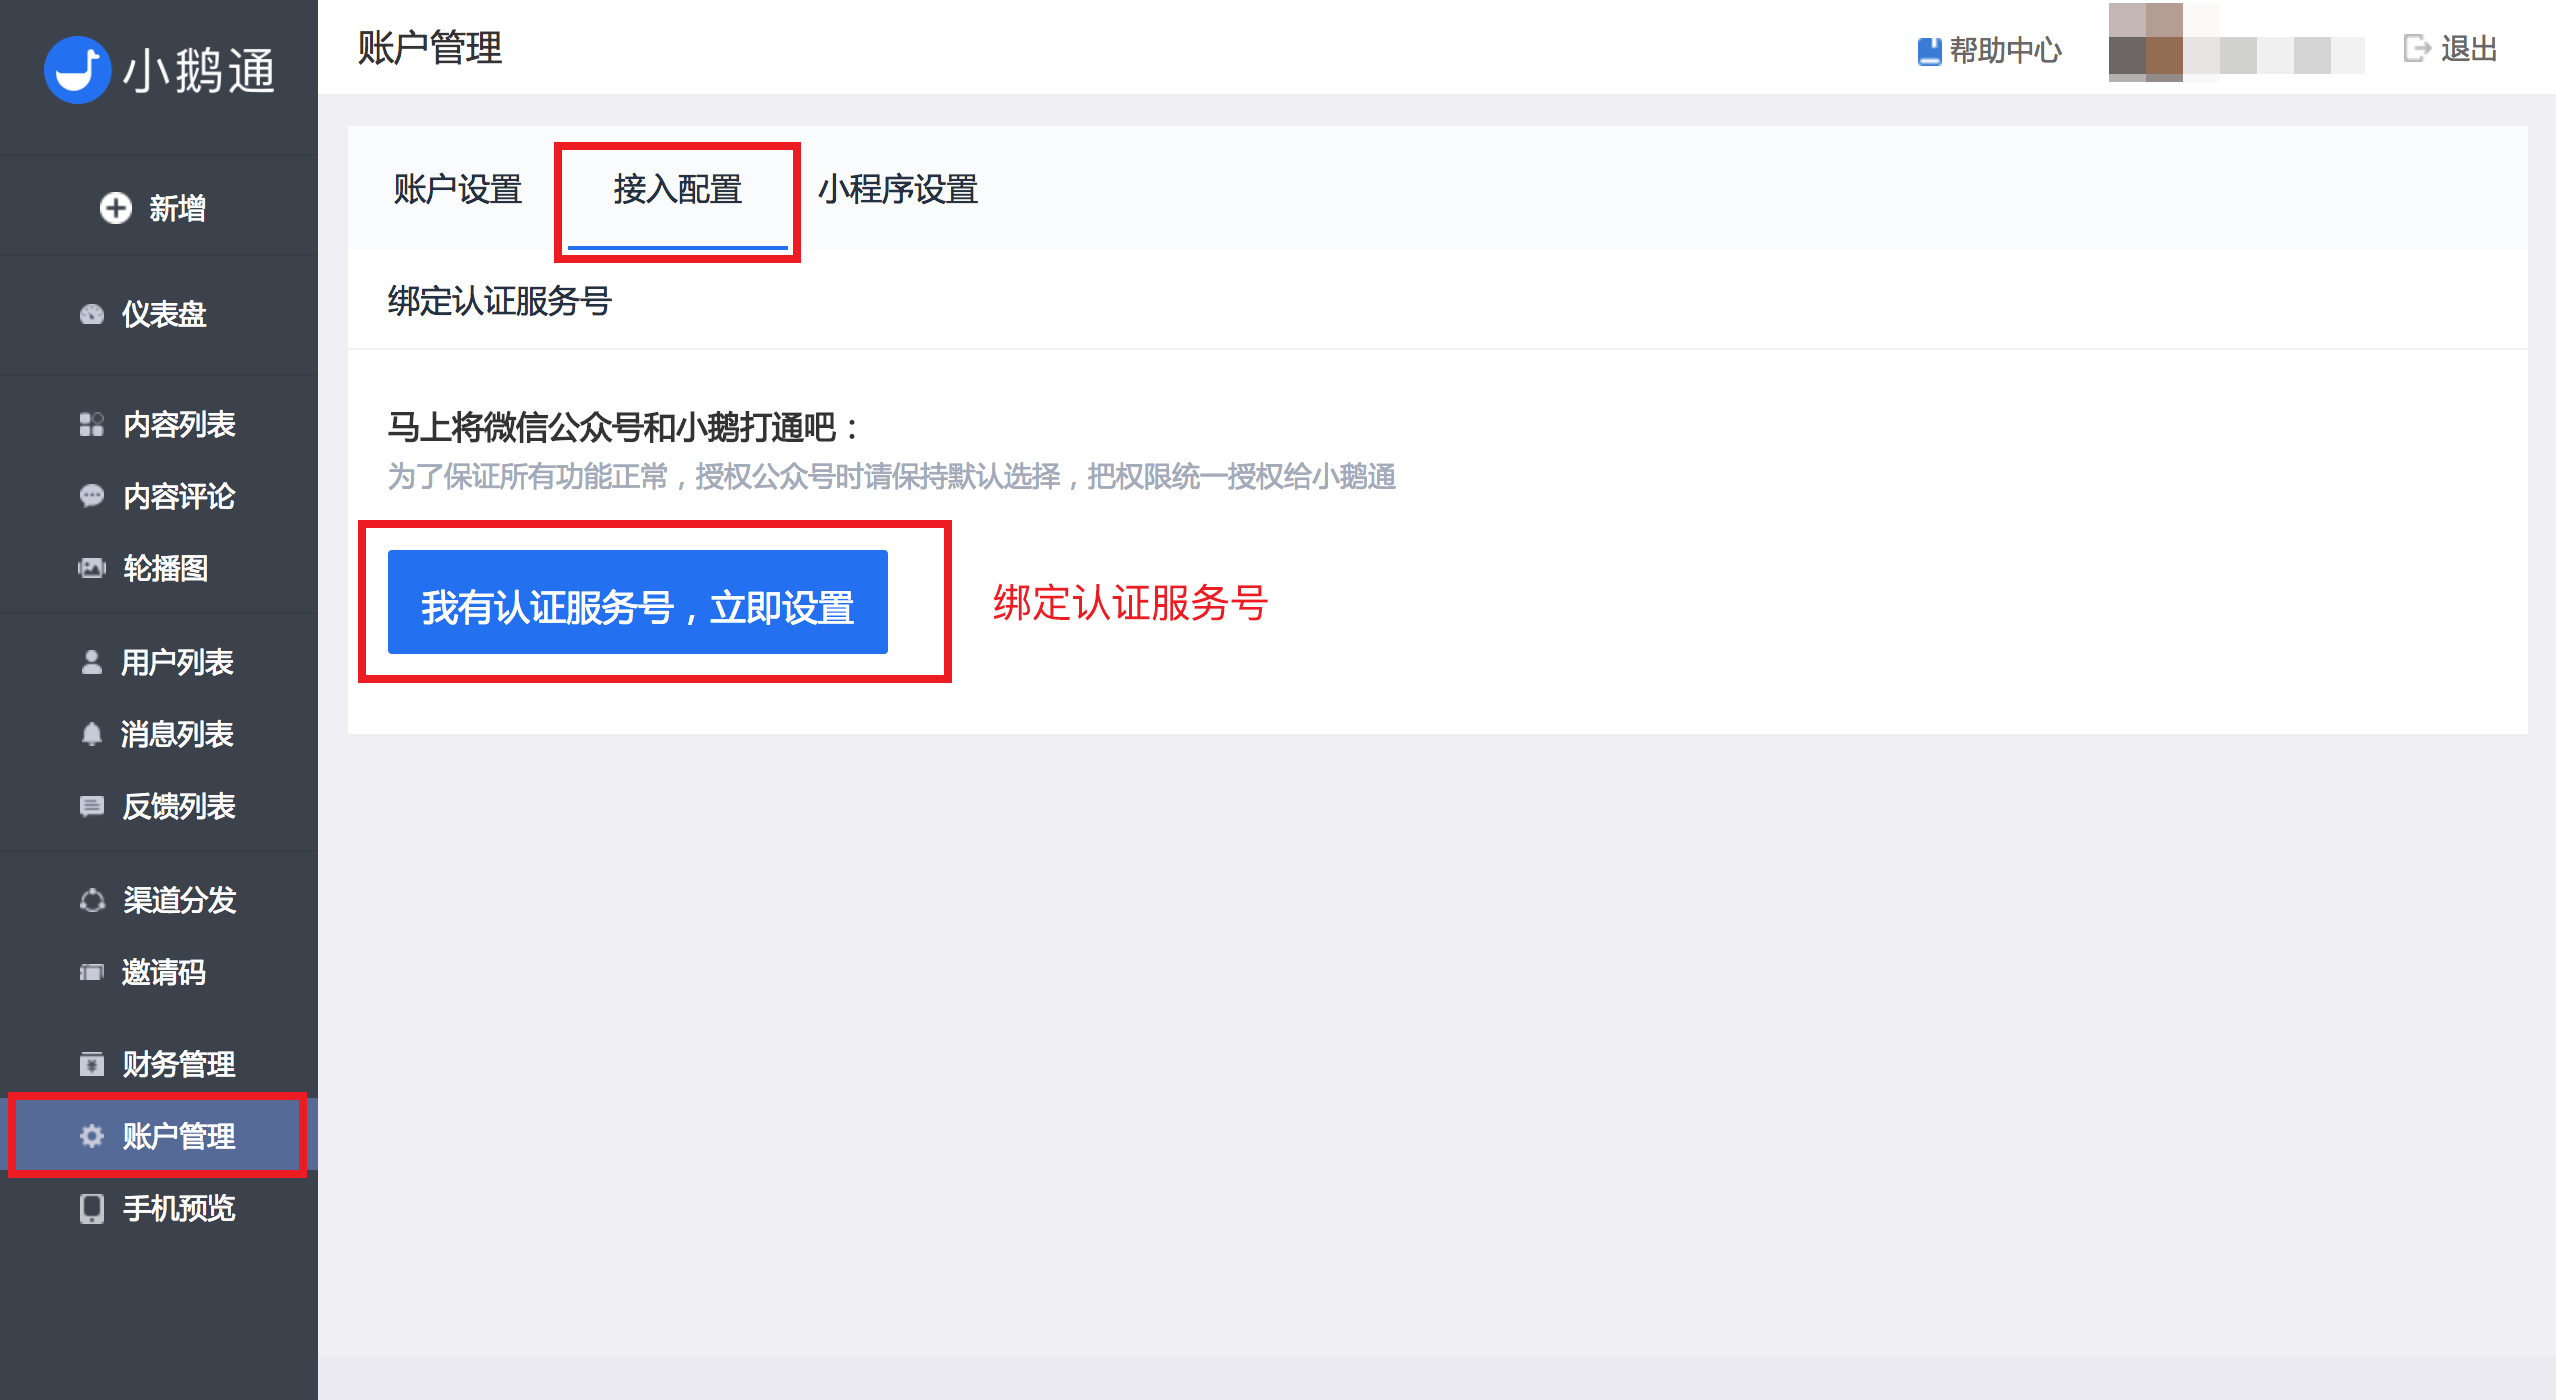 小鹅通
新增
仪表盘
内容列表
内容评论
轮播图
用户列表
消息列表
反馈列表
渠道分发
邀请码
财务管理
账户管理
手机预览
账户管理
帮助中心
退出
账户设置
接入配置
小程序设置
绑定认证服务号
马上将微信公众号和小鹅打通吧：
为了保证所有功能正常，授权公众号时请保持默认选择，把权限统一授权给小鹅通
我有认证服务号，立即设置
绑定认证服务号